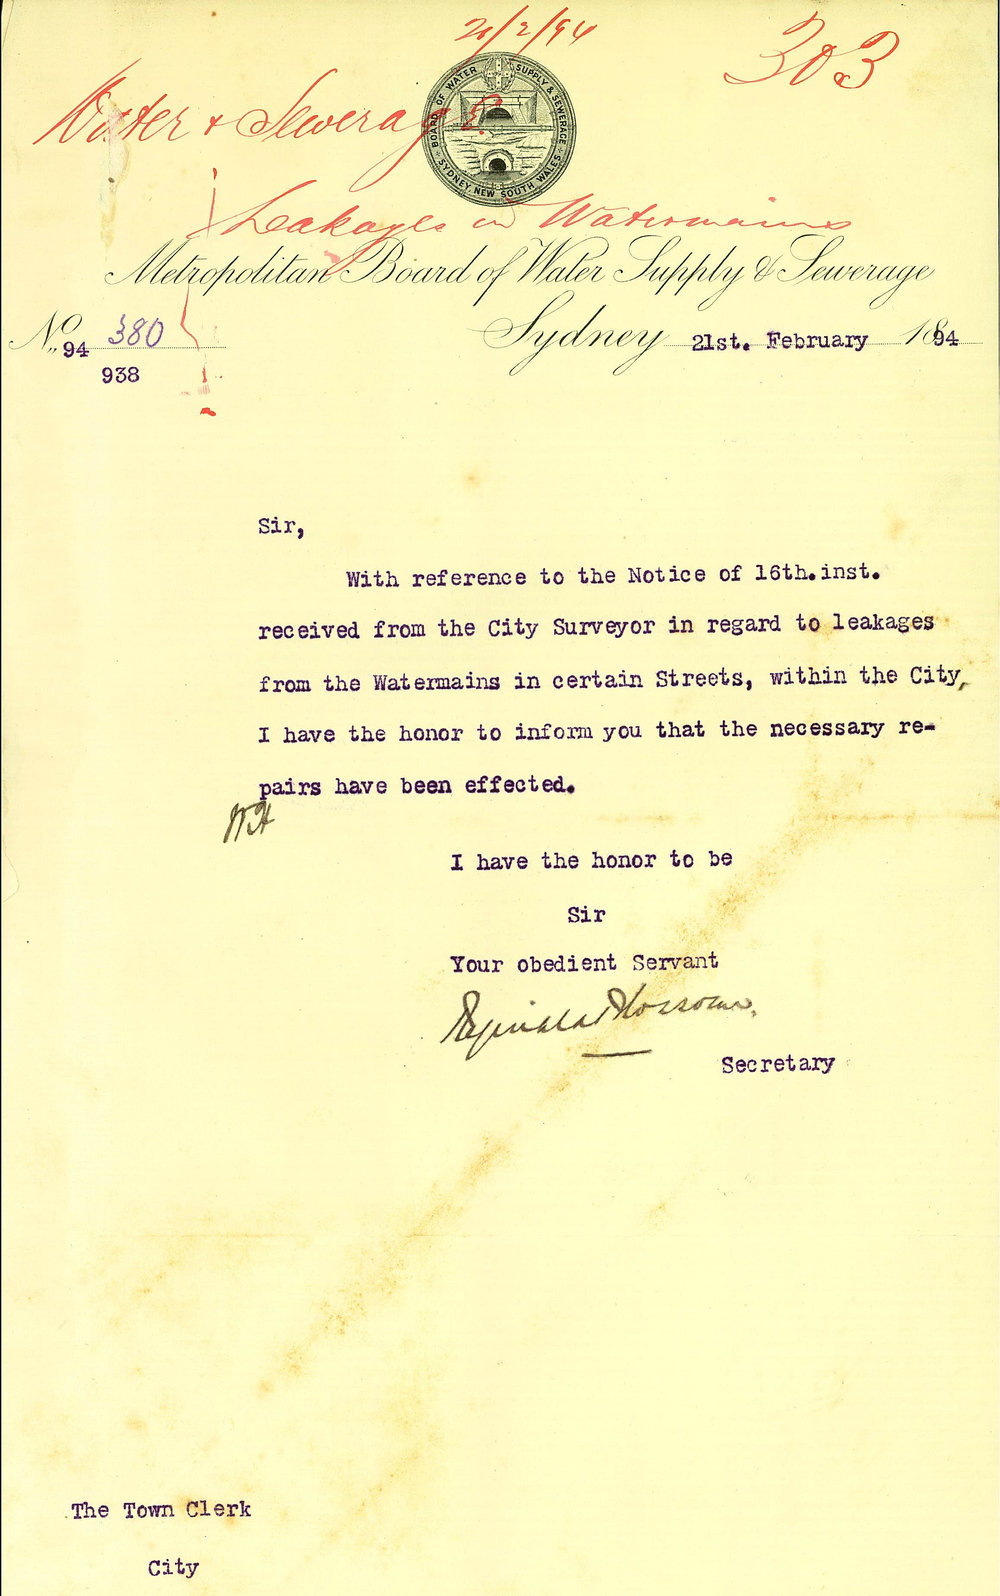 2/94
303
Water & Sewerage.
BOARD OF WATER SUPPLY & SEWERAGE
SYDNEY, NEW SOUTH WALES
Leakages in Watermains
Metropolitan Board of Water Supply & Sewerage
No. 94 380
938
Sydney 21st. February 1894
Sir,
With reference to the Notice of 16th.inst.
received from the City Surveyor in regard to leakages
from the Watermains in certain Streets, within the City,
I have the honor to inform you that the necessary re-
pairs have been effected.
I have the honor to be
Sir
Your obedient Servant
Reginald
Secretary
The Town Clerk
City